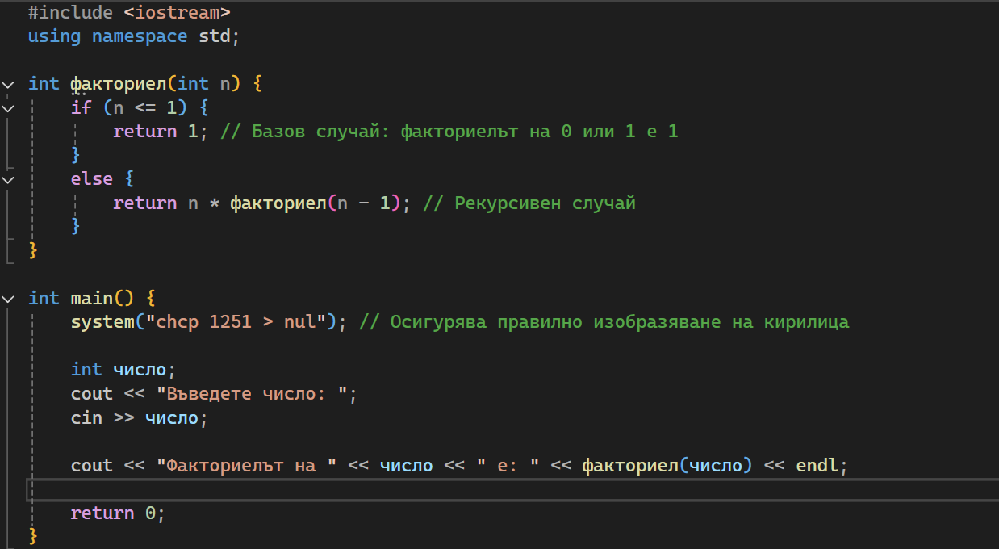 #include <iostream>
using namespace std;
int факториел(int n) {
if (n <= 1) {
return 1; // Базов случай: факториелът на 0 или 1 е 1
}
else {
return n * факториел(n - 1); // Рекурсивен случай
}
}
int main() {
system("chcp 1251 > nul"); // Осигурява правилно изобразяване на кирилица
int число;
cout << "Въведете число: ";
cin >> число;
cout << "Факториелът на " << число << " е: " << факториел(число) << endl;
return 0;
}